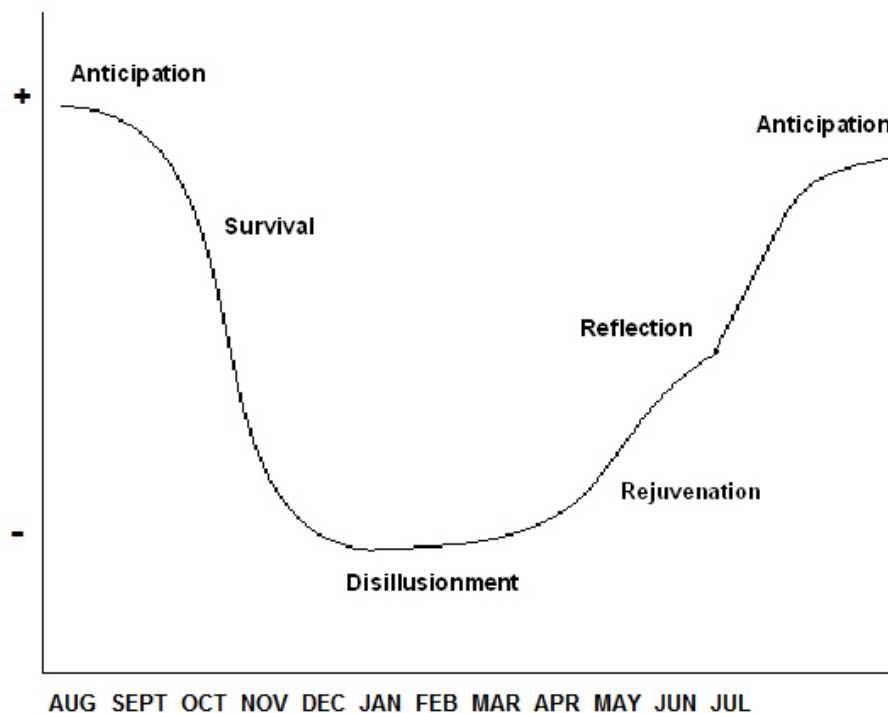 Anticipation
+
Anticipation
Survival
Reflection
Rejuvenation
-
Disillusionment
AUG SEPT OCT NOV DEC JAN FEB MAR APR MAY JUN JUL